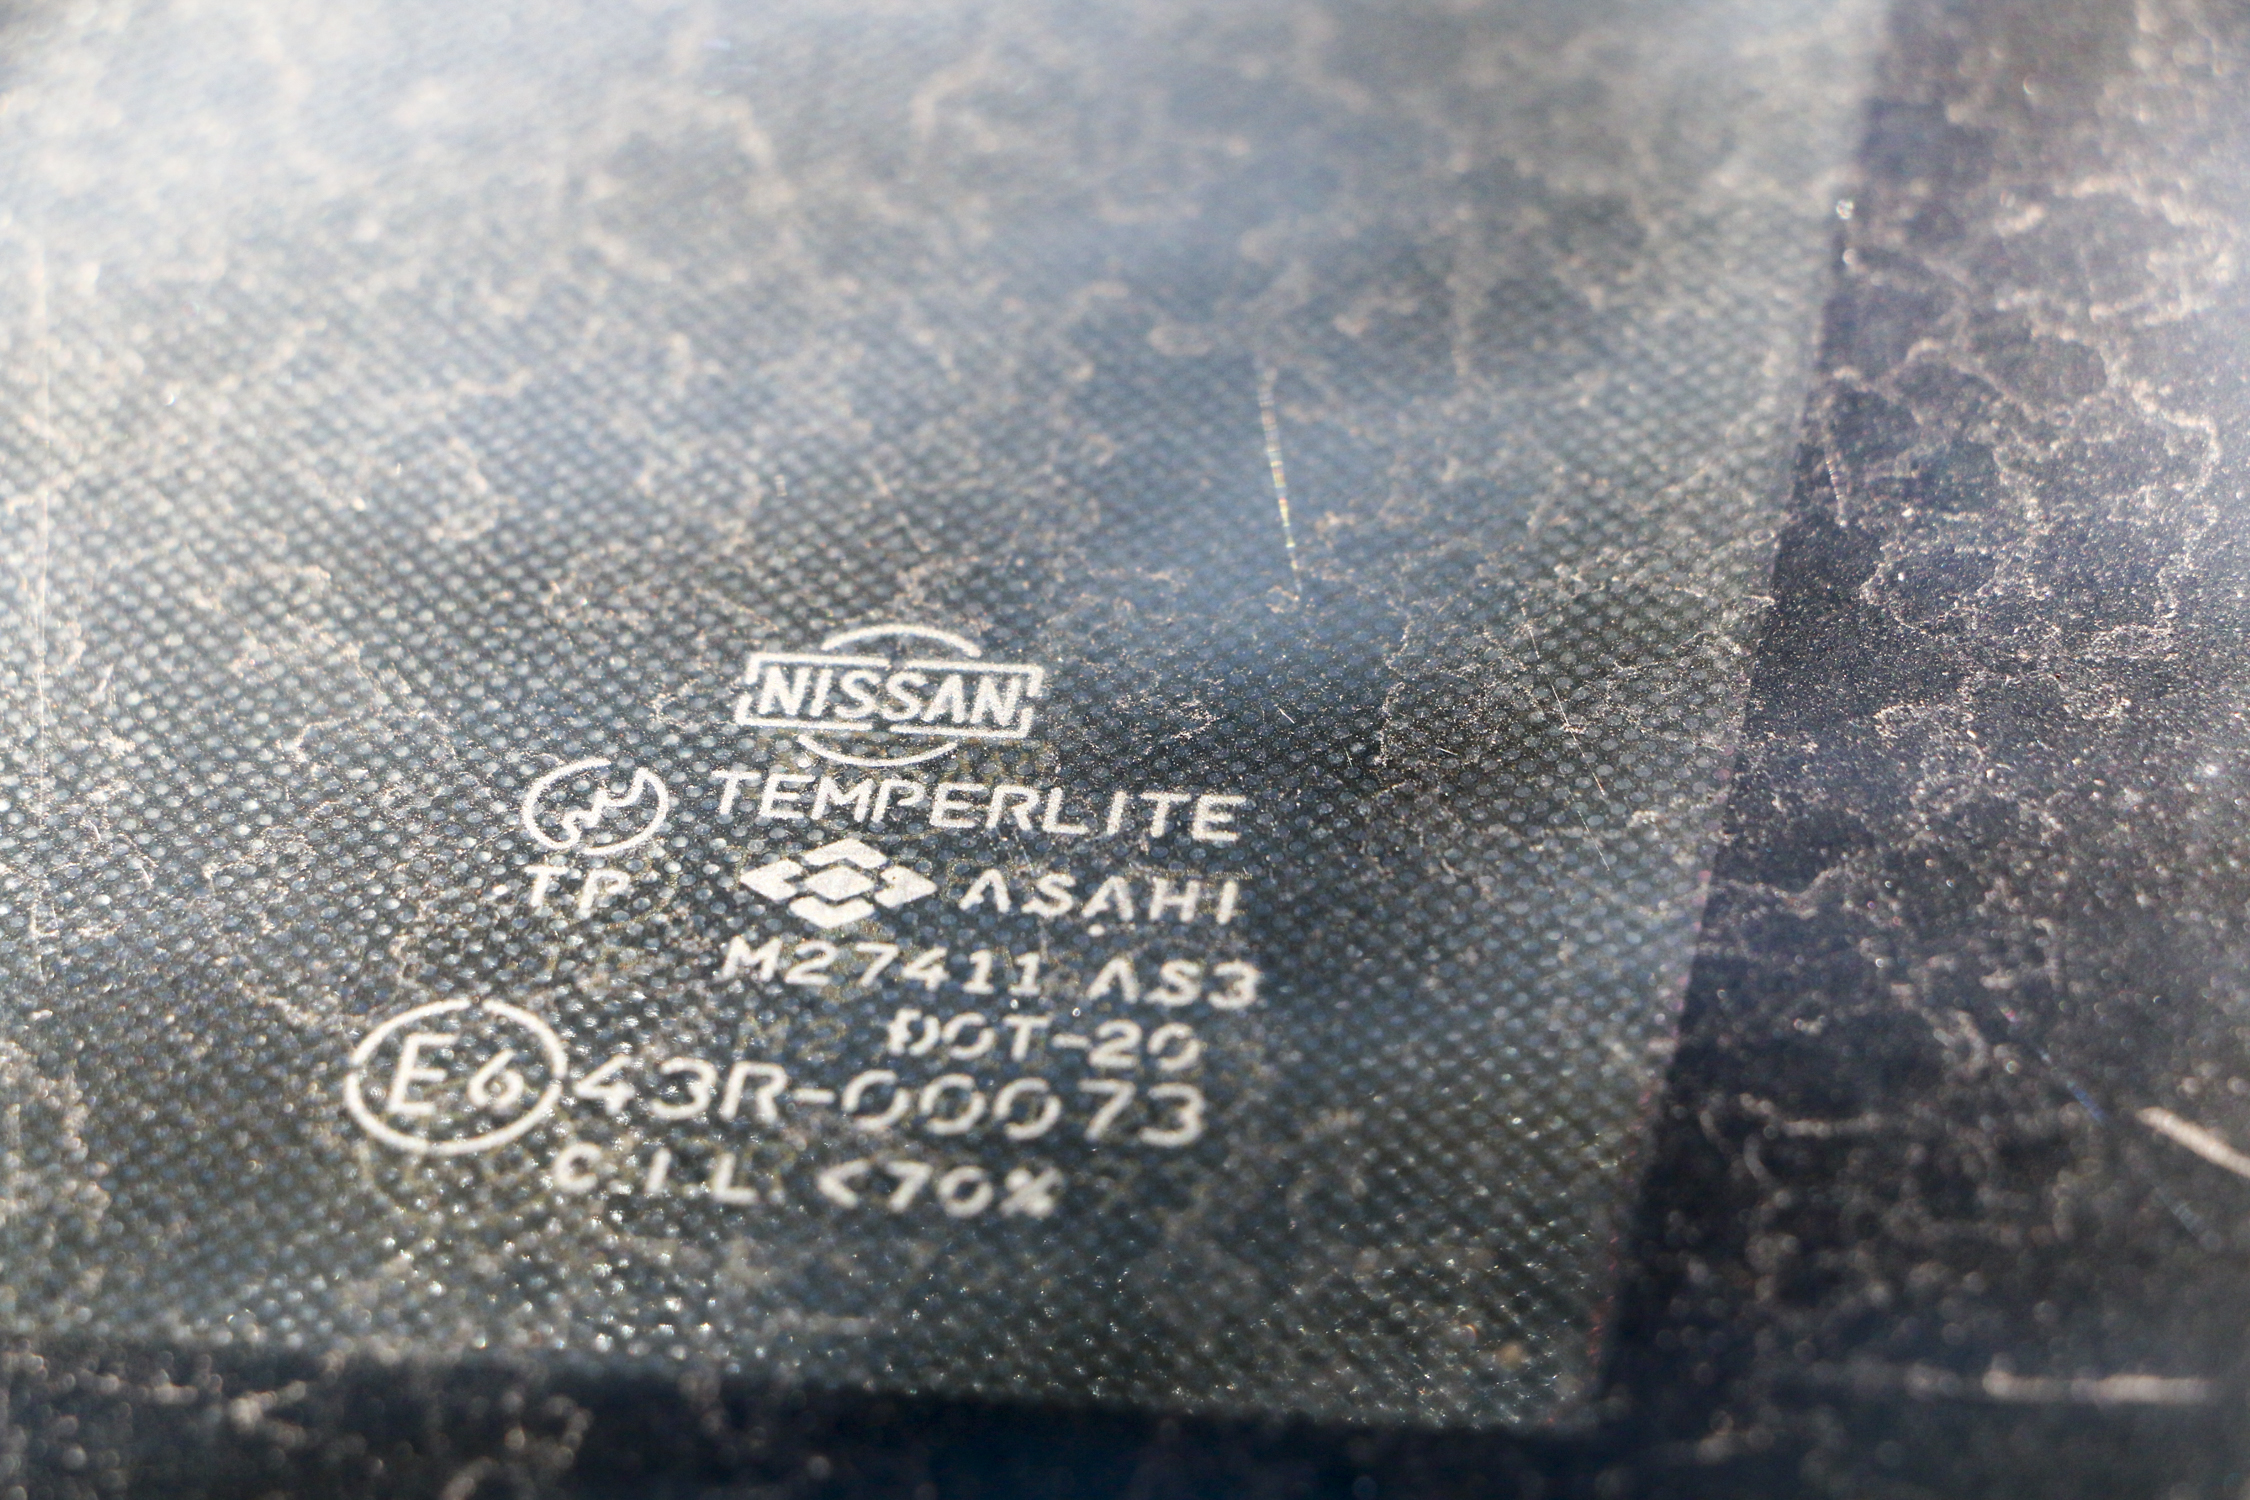 NISSAN
TEMPERLITE
TP
ASAHI
M27411 AS3
DOT-20
E6 43R-00073
C.I.L. <70%